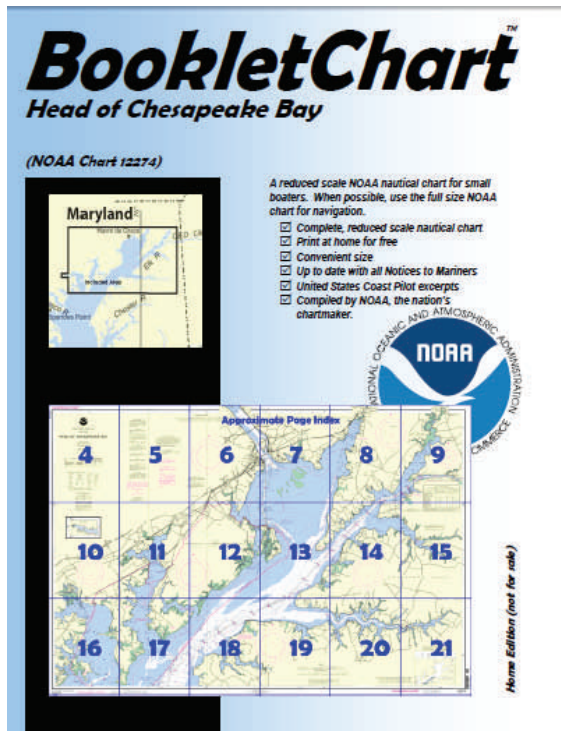 BookletChart™
Head of Chesapeake Bay
(NOAA Chart 12274)
A reduced scale NOAA nautical chart for small
boaters. When possible, use the full size NOAA
chart for navigation.
☑ Complete, reduced scale nautical chart
☑ Print at home for free
☑ Convenient size
☑ Up to date with all Notices to Mariners
☑ United States Coast Pilot excerpts
☑ Compiled by NOAA, the nation's
chartmaker.
Maryland
Elk R.
Chester R.
NATIONAL OCEANIC AND ATMOSPHERIC ADMINISTRATION
NOAA
Approximate Page Index
4 5 6 7 8 9
10 11 12 13 14 15
16 17 18 19 20 21
Home Edition (not for sale)